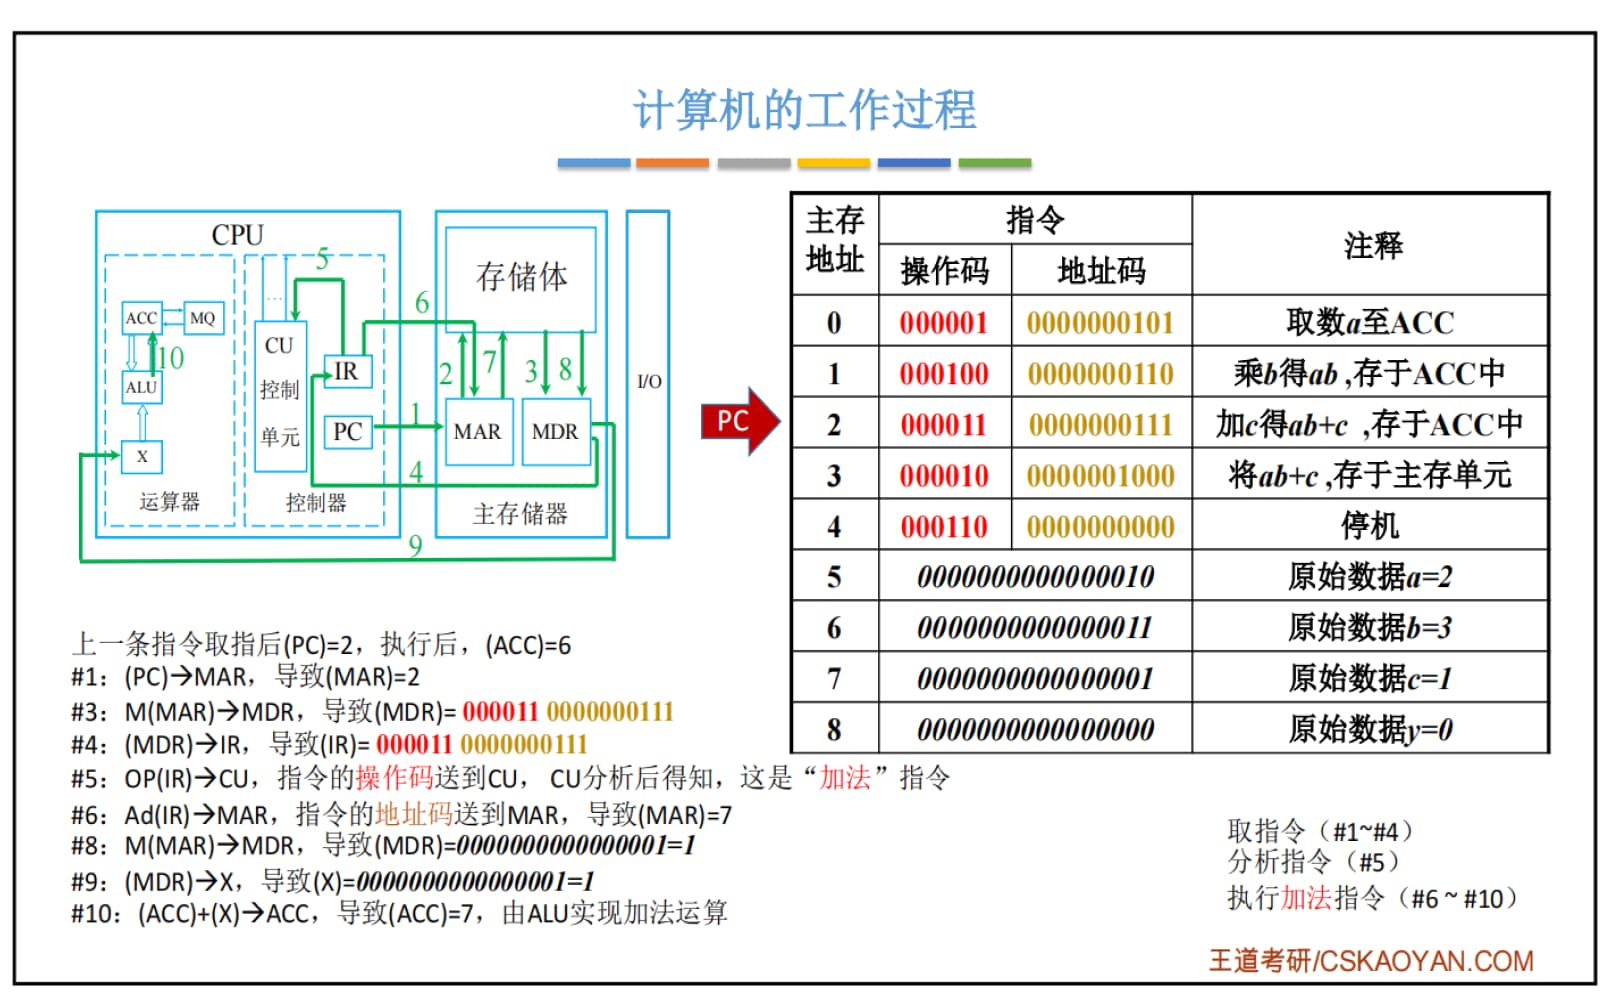 计算机的工作过程
CPU
5
ACC
MQ
10
ALU
X
运算器
...
CU
控制
单元
IR
PC
控制器
6
1
4
9
存储体
2
7
3
8
MAR
MDR
主存储器
I/O
PC
主存地址 指令 注释
操作码 地址码
0 000001 0000000101 取数a至ACC
1 000100 0000000110 乘b得ab ,存于ACC中
2 000011 0000000111 加c得ab+c ,存于ACC中
3 000010 0000001000 将ab+c ,存于主存单元
4 000110 0000000000 停机
5 0000000000000010 原始数据a=2
6 0000000000000011 原始数据b=3
7 0000000000000001 原始数据c=1
8 0000000000000000 原始数据y=0
上一条指令取指后(PC)=2，执行后，(ACC)=6
#1：(PC)→MAR，导致(MAR)=2
#3：M(MAR)→MDR，导致(MDR)= 000011 0000000111
#4：(MDR)→IR，导致(IR)= 000011 0000000111
#5：OP(IR)→CU，指令的操作码送到CU， CU分析后得知，这是“加法”指令
#6：Ad(IR)→MAR，指令的地址码送到MAR，导致(MAR)=7
#8：M(MAR)→MDR，导致(MDR)=0000000000000001=1
#9：(MDR)→X，导致(X)=0000000000000001=1
#10：(ACC)+(X)→ACC，导致(ACC)=7，由ALU实现加法运算
取指令（#1~#4）
分析指令（#5）
执行加法指令（#6 ~ #10）
王道考研/CSKAOYAN.COM